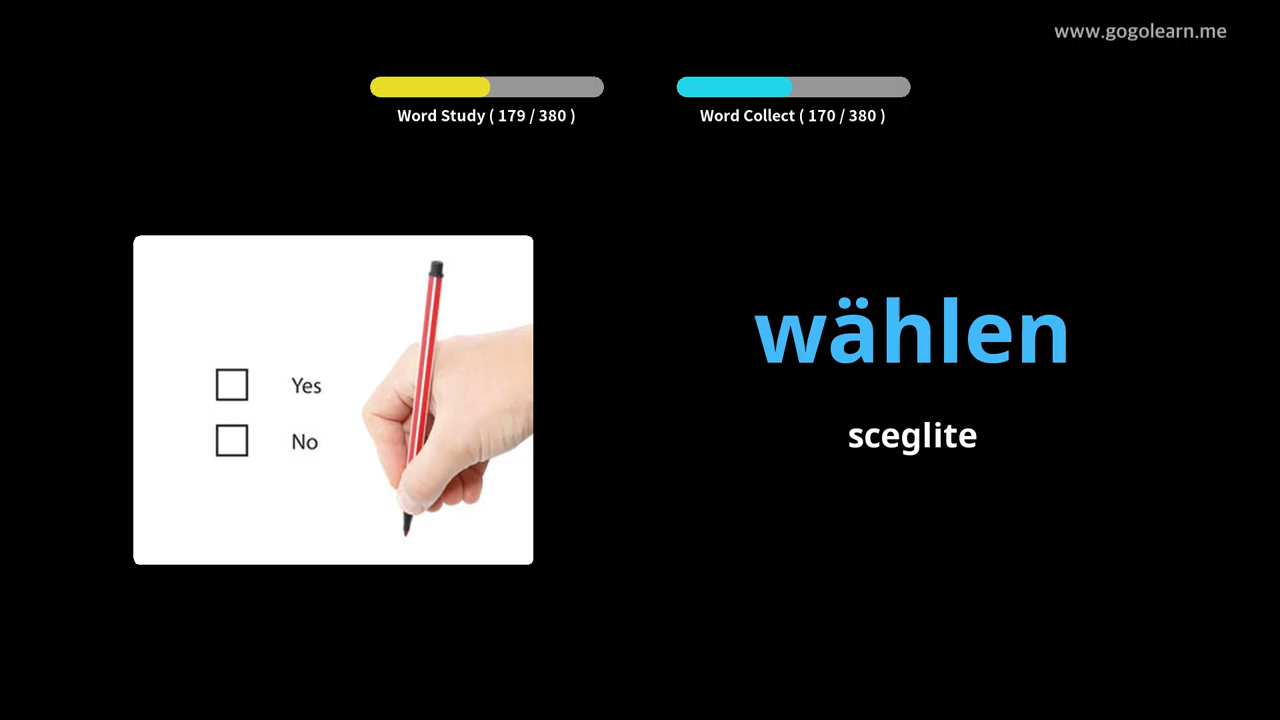 www.gogolearn.me
Word Study ( 179 / 380 )
Word Collect ( 170 / 380 )
Yes
No
wählen
sceglite